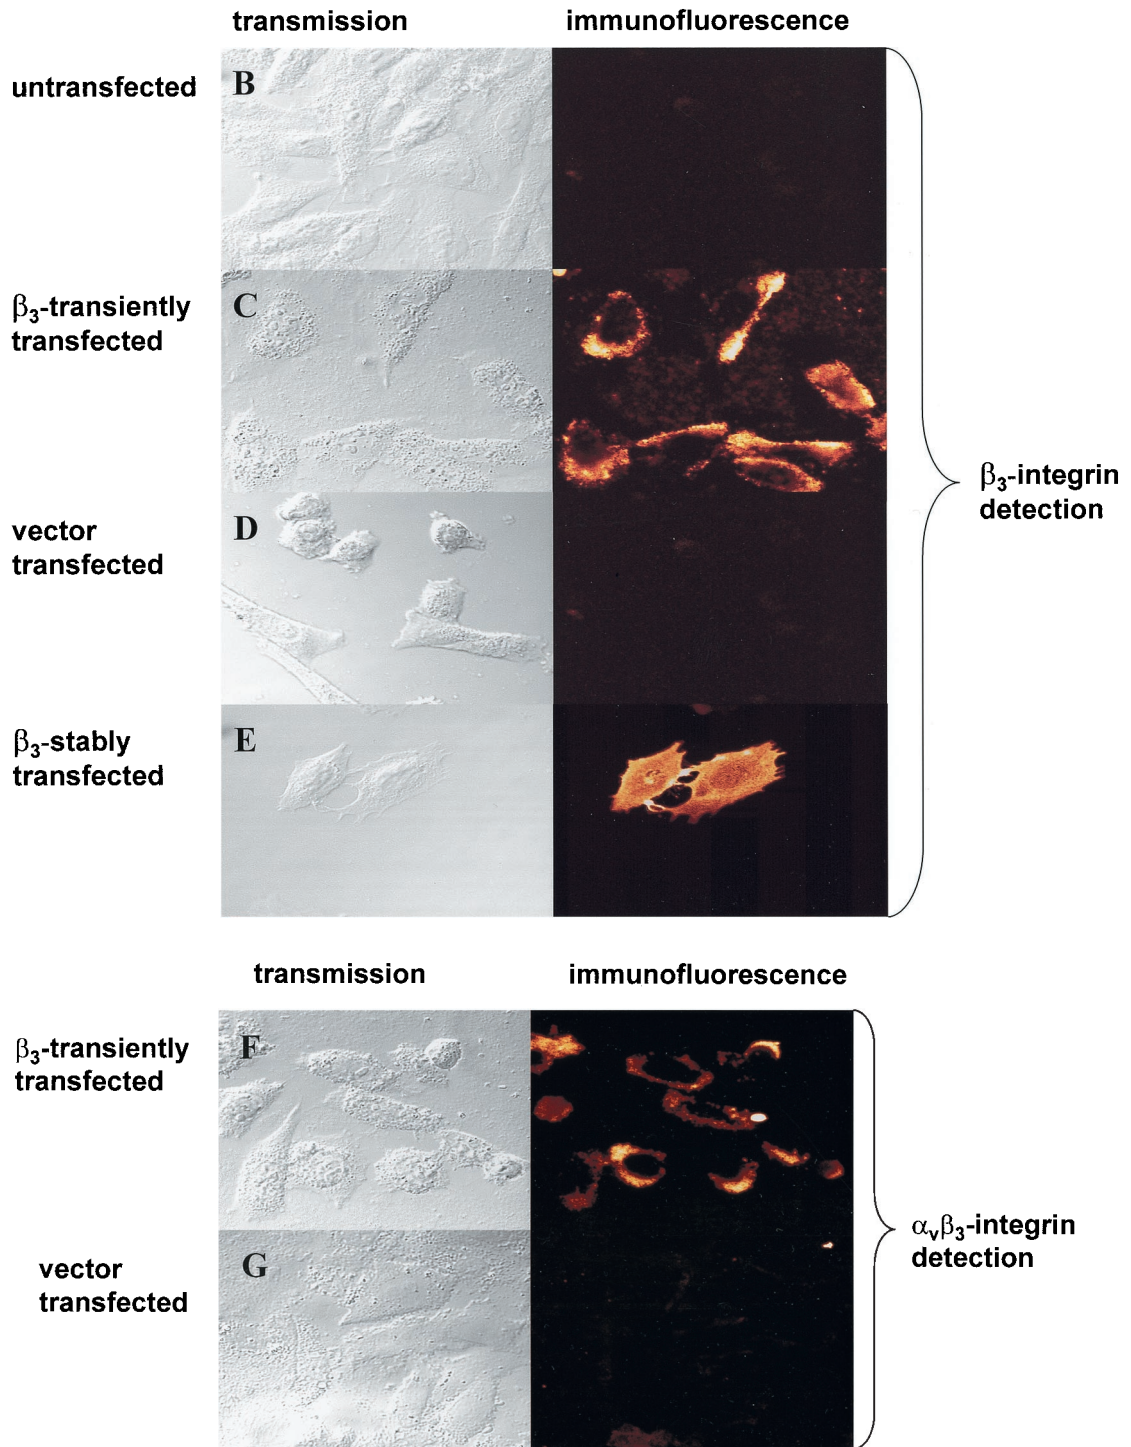 transmission immunofluorescence
untransfected
B
β3-transiently
transfected
C
vector
transfected
D
β3-stably
transfected
E
β3-integrin
detection
transmission immunofluorescence
β3-transiently
transfected
F
vector
transfected
G
αvβ3-integrin
detection